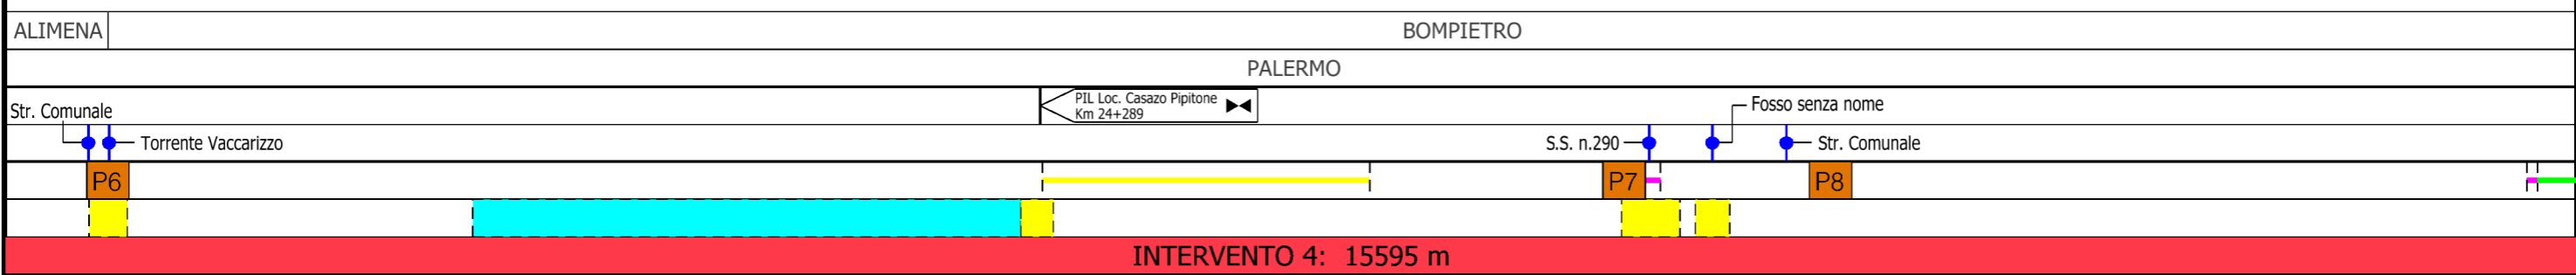 ALIMENA
BOMPIETRO
PALERMO
Str. Comunale
PIL Loc. Casazo Pipitone
Km 24+289
Fosso senza nome
Torrente Vaccarizzo
S.S. n.290
Str. Comunale
P6
P7
P8
INTERVENTO 4: 15595 m